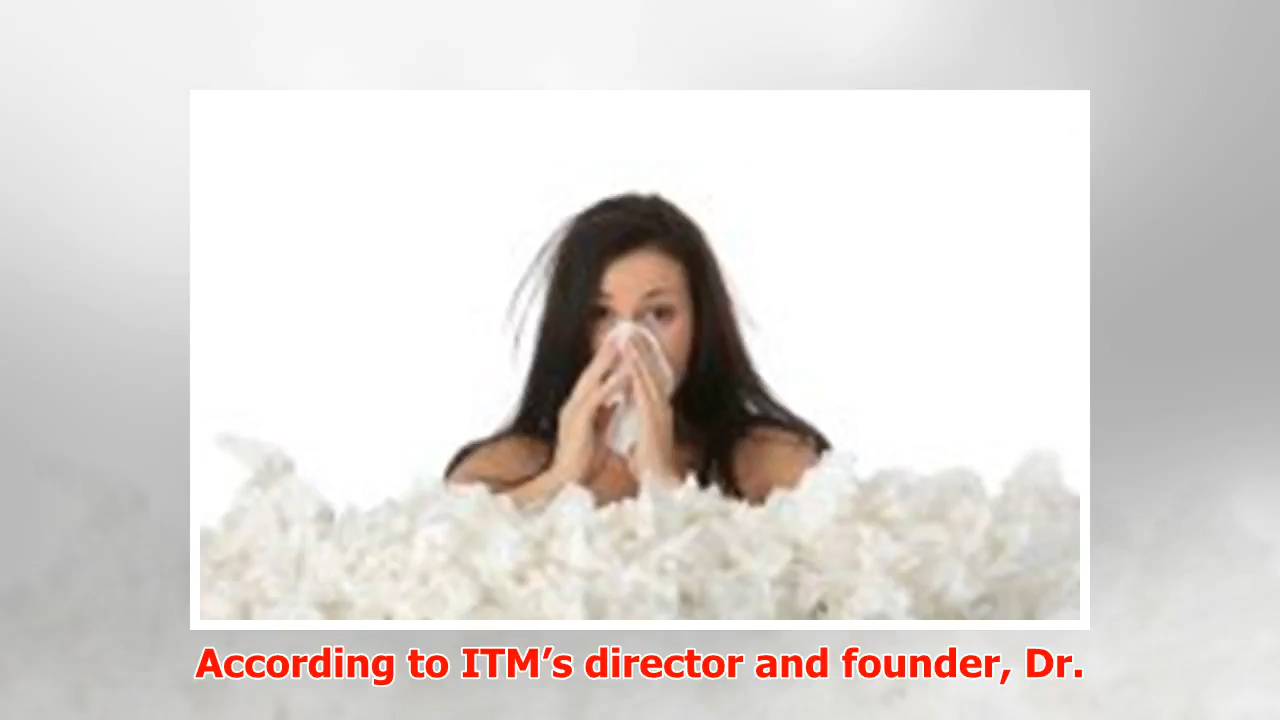 According to ITM’s director and founder, Dr.